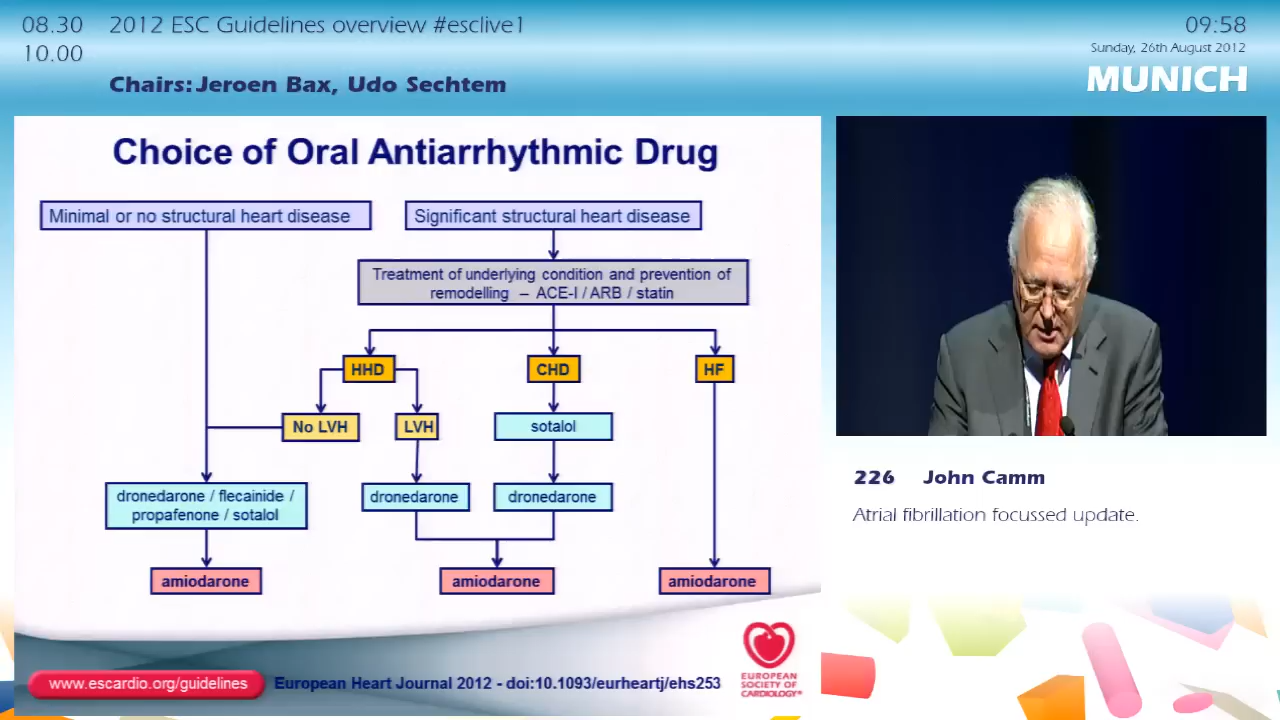 08.30 2012 ESC Guidelines overview #esclive1
10.00
Chairs: Jeroen Bax, Udo Sechtem
09:58
Sunday, 26th August 2012
MUNICH
Choice of Oral Antiarrhythmic Drug
Minimal or no structural heart disease
Significant structural heart disease
Treatment of underlying condition and prevention of
remodelling – ACE-I / ARB / statin
HHD
CHD
HF
No LVH
LVH
sotalol
dronedarone / flecainide /
propafenone / sotalol
dronedarone
dronedarone
amiodarone
amiodarone
amiodarone
www.escardio.org/guidelines
European Heart Journal 2012 - doi:10.1093/eurheartj/ehs253
EUROPEAN
SOCIETY OF
CARDIOLOGY®
226 John Camm
Atrial fibrillation focussed update.